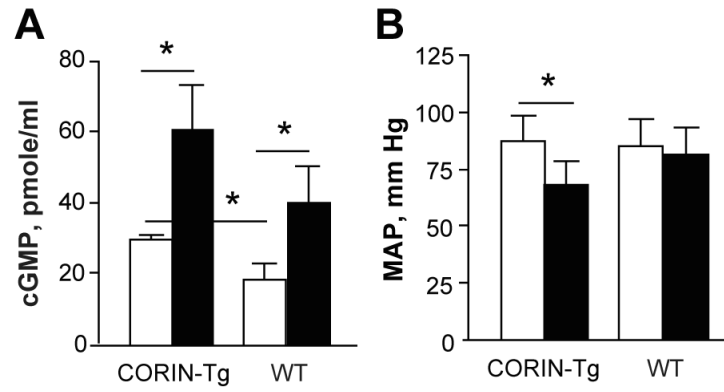 A
cGMP, pmole/ml
80
60
40
20
0
*
*
*
CORIN-Tg WT
B
MAP, mm Hg
125
100
75
50
25
0
*
CORIN-Tg WT